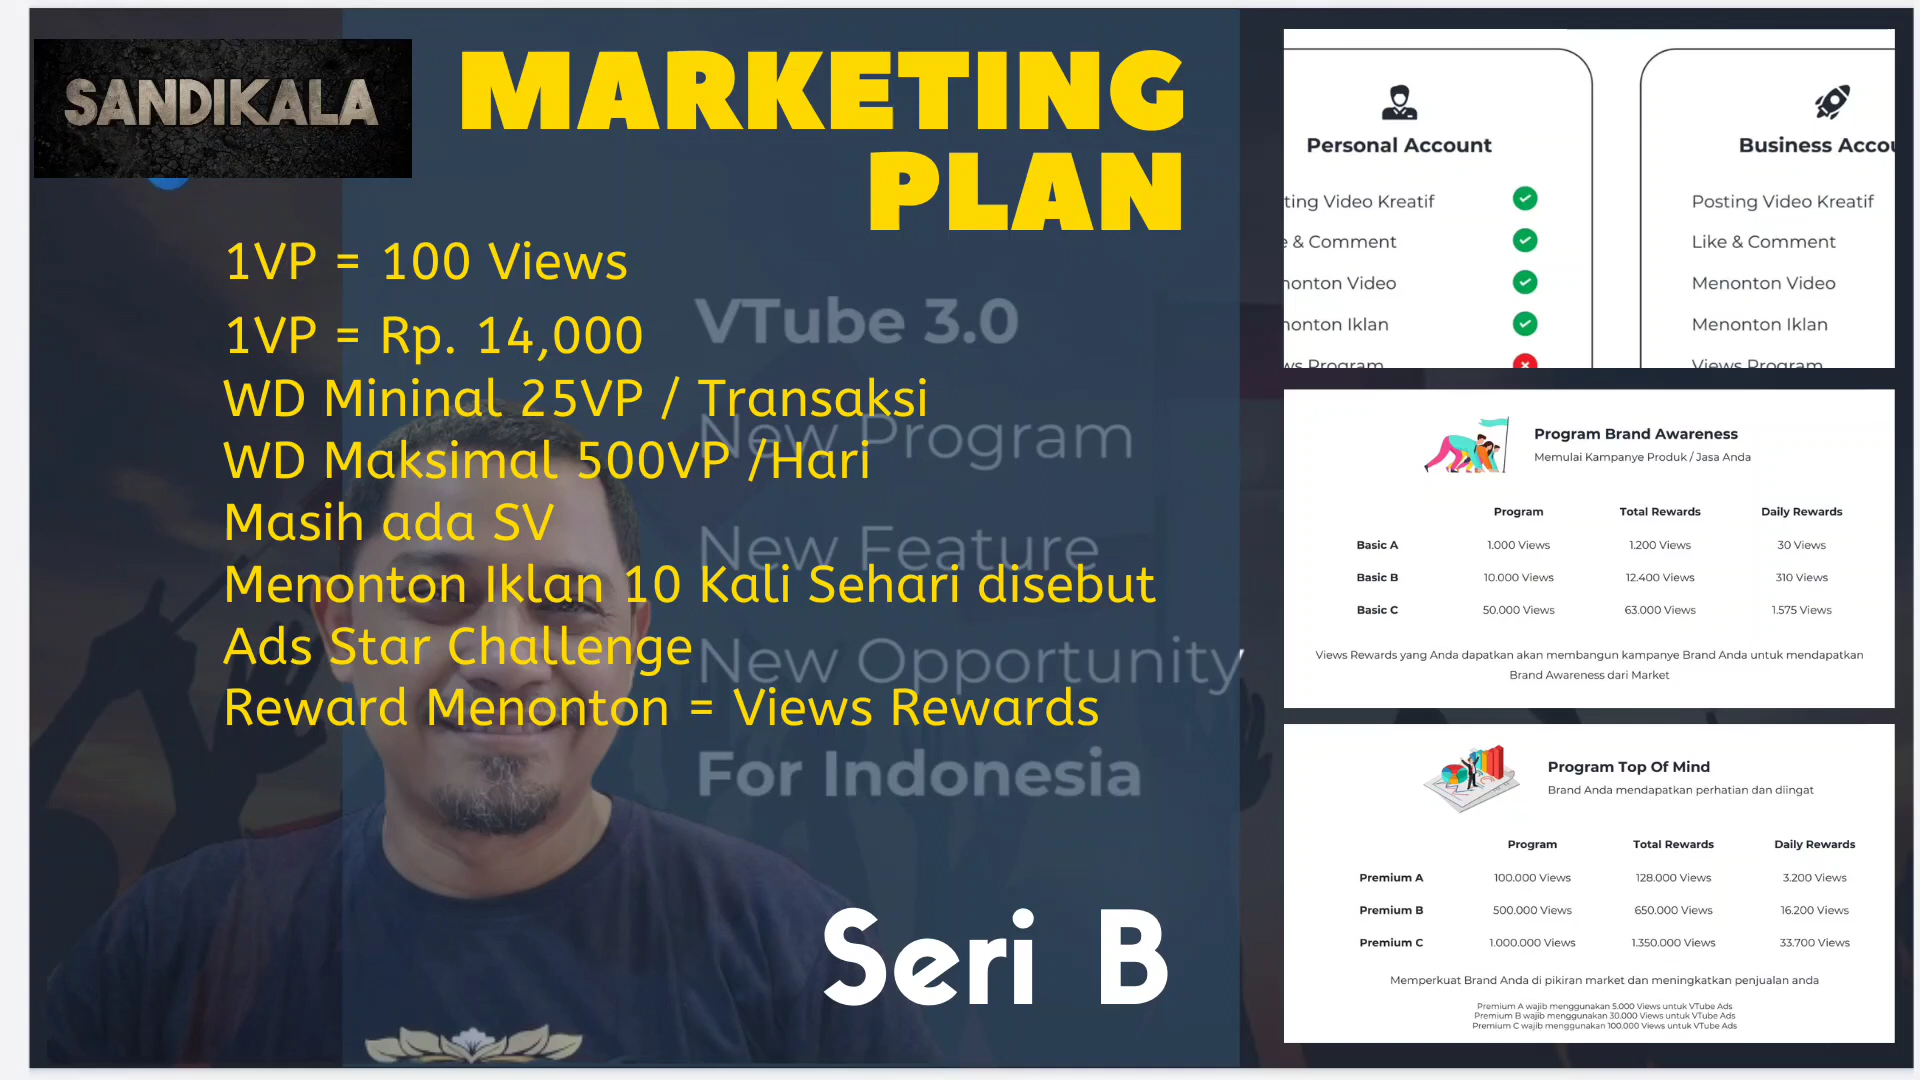 SANDIKALA
MARKETING
PLAN
1VP = 100 Views
1VP = Rp. 14,000
WD Mininal 25VP / Transaksi
WD Maksimal 500VP /Hari
Masih ada SV
Menonton Iklan 10 Kali Sehari disebut
Ads Star Challenge
Reward Menonton = Views Rewards
VTube 3.0
New Program
New Feature
New Opportunity
For Indonesia
Seri B
Personal Account
ting Video Kreatif
e & Comment
nonton Video
nonton Iklan
ws Program
Business Accou
Posting Video Kreatif
Like & Comment
Menonton Video
Menonton Iklan
Views Program
Program Brand Awareness
Memulai Kampanye Produk / Jasa Anda
Program Total Rewards Daily Rewards
Basic A 1.000 Views 1.200 Views 30 Views
Basic B 10.000 Views 12.400 Views 310 Views
Basic C 50.000 Views 63.000 Views 1.575 Views
Views Rewards yang Anda dapatkan akan membangun kampanye Brand Anda untuk mendapatkan
Brand Awareness dari Market
Program Top Of Mind
Brand Anda mendapatkan perhatian dan diingat
Program Total Rewards Daily Rewards
Premium A 100.000 Views 128.000 Views 3.200 Views
Premium B 500.000 Views 650.000 Views 16.200 Views
Premium C 1.000.000 Views 1.350.000 Views 33.700 Views
Memperkuat Brand Anda di pikiran market dan meningkatkan penjualan anda
Premium A wajib menggunakan 5.000 Views untuk VTube Ads
Premium B wajib menggunakan 30.000 Views untuk VTube Ads
Premium C wajib menggunakan 100.000 Views untuk VTube Ads